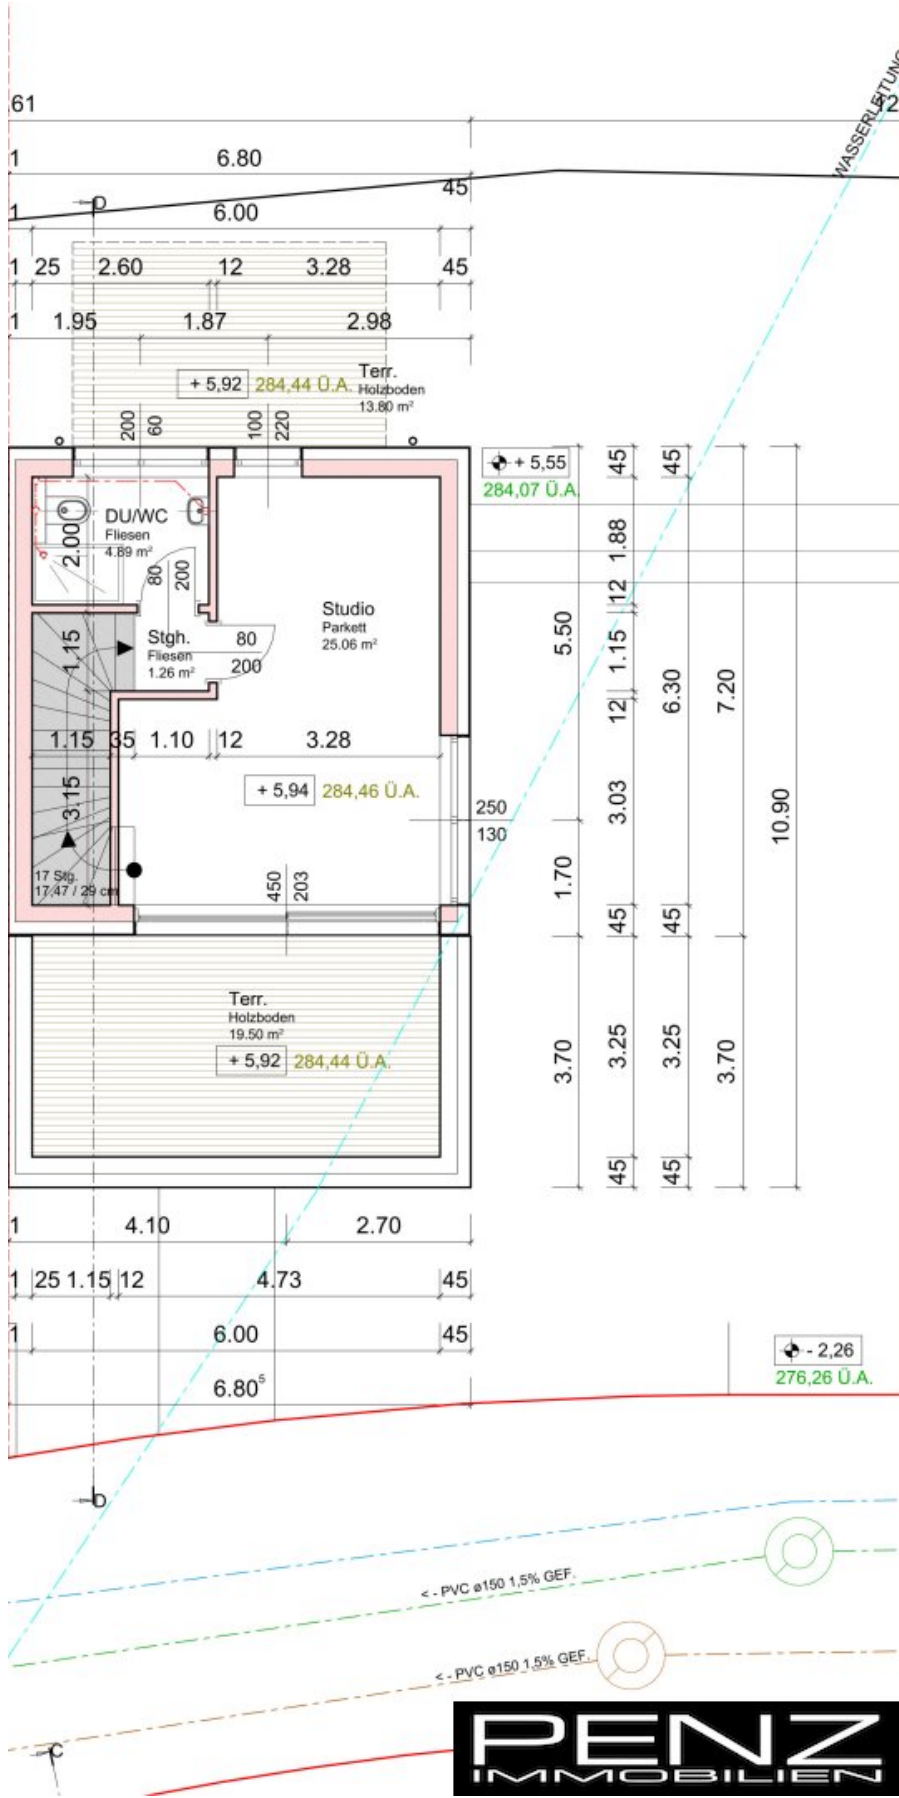 61
WASSERLEITUNG
1
6.80
45
D
1
6.00
1
25
2.60
12
3.28
45
1
1.95
1.87
2.98
Terr.
+ 5,92
284,44 Ü.A.
Holzboden
13.80 m²
200
60
100
220
+ 5,55
284,07 Ü.A.
45
45
DU/WC
Fliesen
4.89 m²
2.00
80
200
1.88
12
Studio
Parkett
25.06 m²
Stgh.
Fliesen
1.26 m²
80
200
1.15
1.15
5.50
6.30
7.20
12
1.15
35
1.10
12
3.28
+ 5,94
284,46 Ü.A.
3.15
3.03
250
130
10.90
17 Stg.
17,47 / 29 cm
450
203
1.70
45
45
Terr.
Holzboden
19.50 m²
+ 5,92
284,44 Ü.A.
3.70
3.25
3.25
3.70
45
45
1
4.10
2.70
1
25
1.15
12
4.73
45
1
6.00
45
6.80⁵
- 2,26
276,26 Ü.A.
D
< - PVC ø150 1,5% GEF.
< - PVC ø150 1,5% GEF.
C
PENZ
IMMOBILIEN